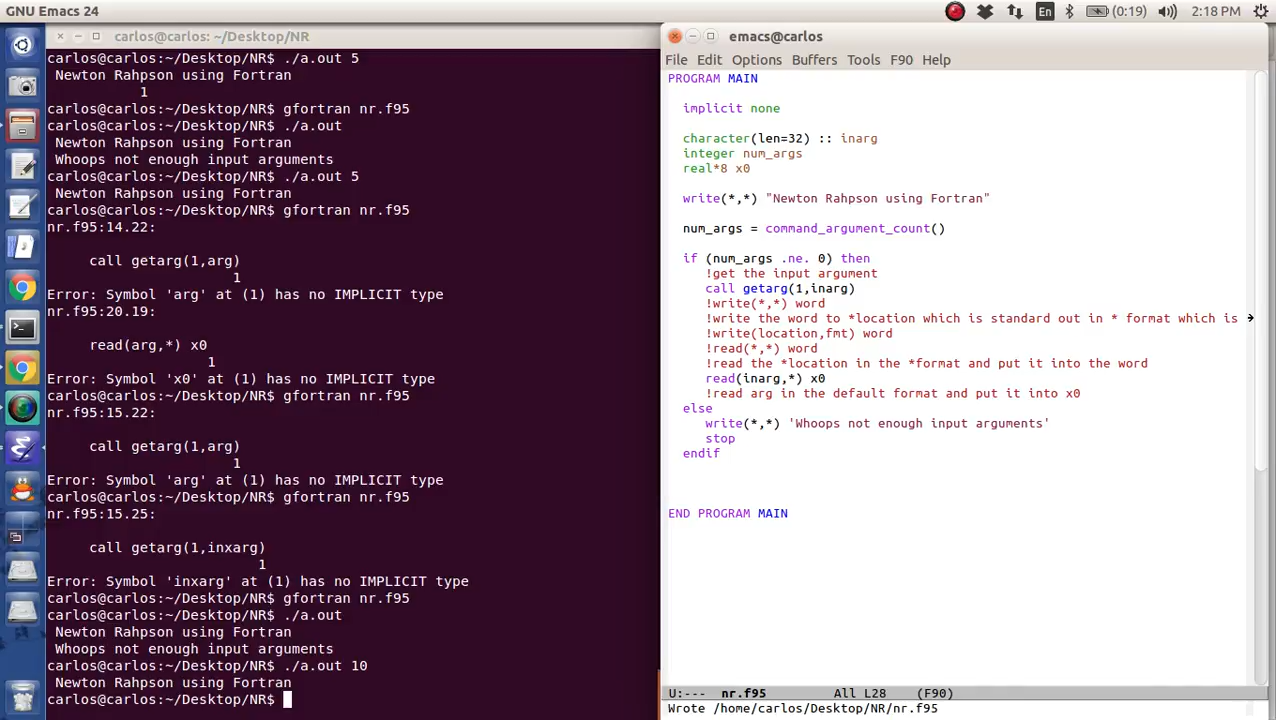 GNU Emacs 24
En
(0:19)
2:18 PM
carlos@carlos: ~/Desktop/NR
carlos@carlos:~/Desktop/NR$ ./a.out 5
Newton Rahpson using Fortran
1
carlos@carlos:~/Desktop/NR$ gfortran nr.f95
carlos@carlos:~/Desktop/NR$ ./a.out
Newton Rahpson using Fortran
Whoops not enough input arguments
carlos@carlos:~/Desktop/NR$ ./a.out 5
Newton Rahpson using Fortran
carlos@carlos:~/Desktop/NR$ gfortran nr.f95
nr.f95:14.22:
call getarg(1,arg)
1
Error: Symbol 'arg' at (1) has no IMPLICIT type
nr.f95:20.19:
read(arg,*) x0
1
Error: Symbol 'x0' at (1) has no IMPLICIT type
carlos@carlos:~/Desktop/NR$ gfortran nr.f95
nr.f95:15.22:
call getarg(1,arg)
1
Error: Symbol 'arg' at (1) has no IMPLICIT type
carlos@carlos:~/Desktop/NR$ gfortran nr.f95
nr.f95:15.25:
call getarg(1,inxarg)
1
Error: Symbol 'inxarg' at (1) has no IMPLICIT type
carlos@carlos:~/Desktop/NR$ gfortran nr.f95
carlos@carlos:~/Desktop/NR$ ./a.out
Newton Rahpson using Fortran
Whoops not enough input arguments
carlos@carlos:~/Desktop/NR$ ./a.out 10
Newton Rahpson using Fortran
carlos@carlos:~/Desktop/NR$
emacs@carlos
File Edit Options Buffers Tools F90 Help
PROGRAM MAIN
implicit none
character(len=32) :: inarg
integer num_args
real*8 x0
write(*,*) "Newton Rahpson using Fortran"
num_args = command_argument_count()
if (num_args .ne. 0) then
!get the input argument
call getarg(1,inarg)
!write(*,*) word
!write the word to *location which is standard out in * format which is
!write(location,fmt) word
!read(*,*) word
!read the *location in the *format and put it into the word
read(inarg,*) x0
!read arg in the default format and put it into x0
else
write(*,*) 'Whoops not enough input arguments'
stop
endif
END PROGRAM MAIN
U:--- nr.f95 All L28 (F90)
Wrote /home/carlos/Desktop/NR/nr.f95